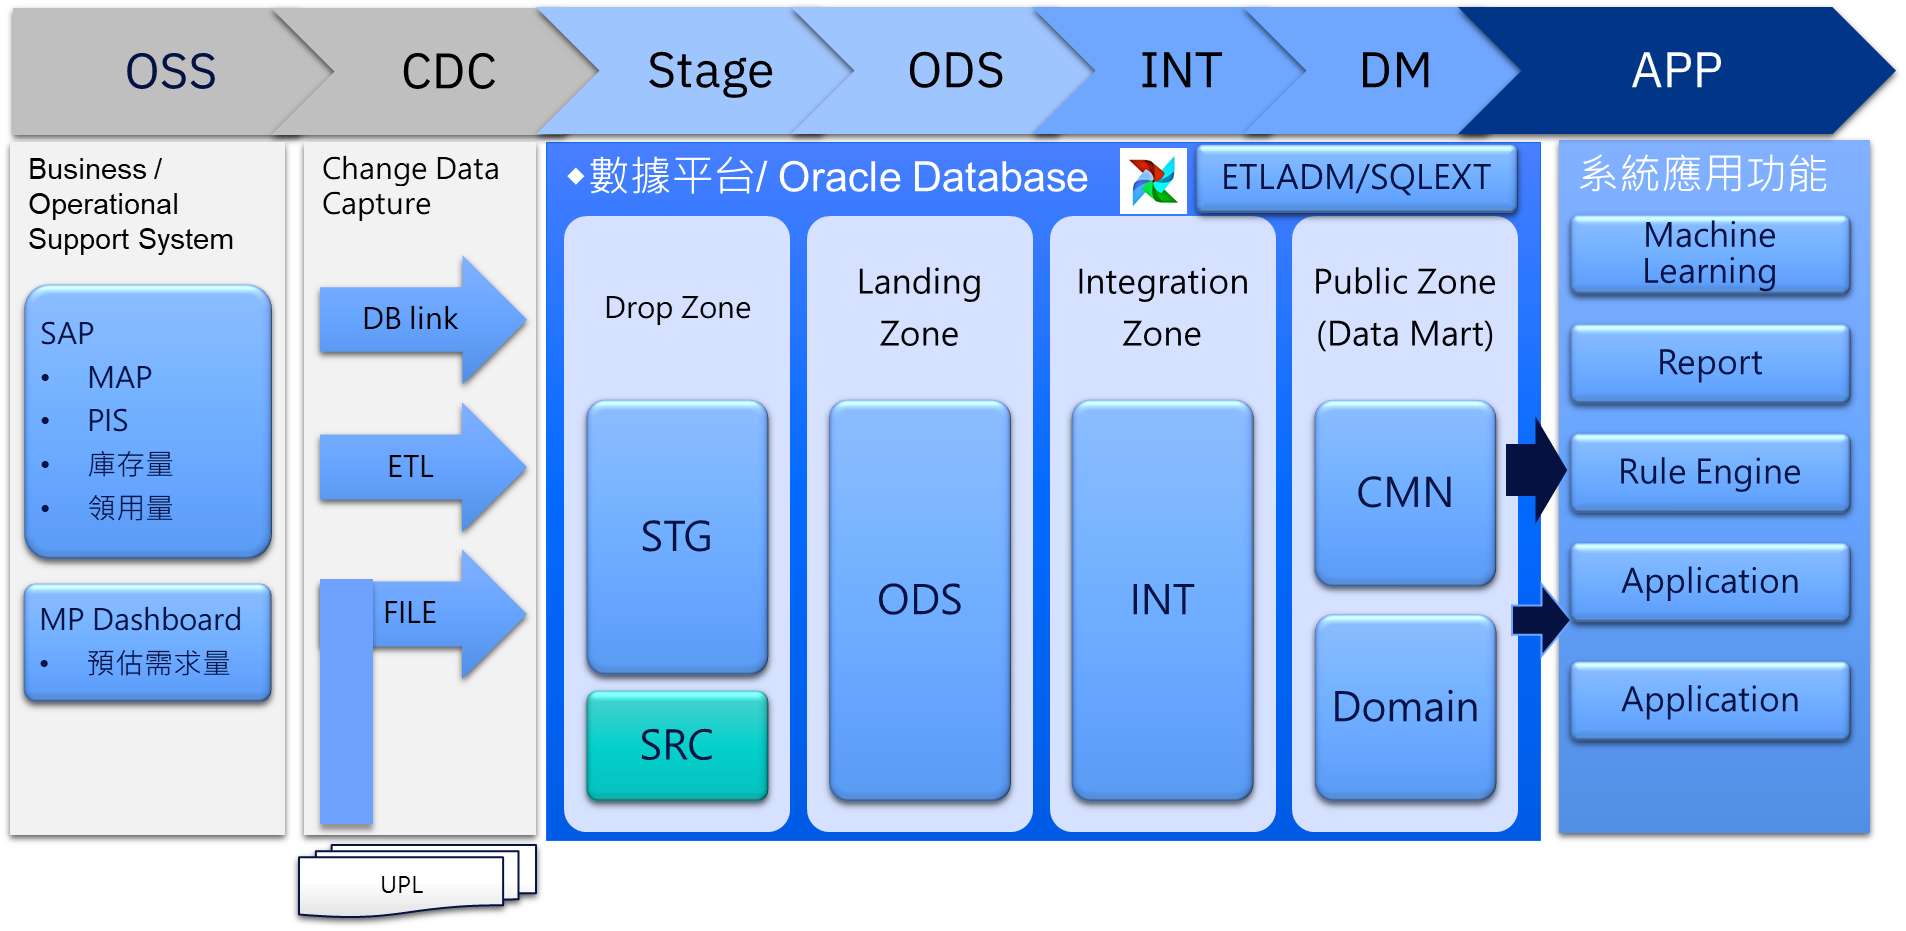 OSS
CDC
Stage
ODS
INT
DM
APP
Business /
Operational
Support System
SAP
• MAP
• PIS
• 庫存量
• 領用量
MP Dashboard
• 預估需求量
Change Data
Capture
DB link
ETL
FILE
UPL
◆數據平台/ Oracle Database
ETLADM/SQLEXT
Drop Zone
STG
SRC
Landing
Zone
ODS
Integration
Zone
INT
Public Zone
(Data Mart)
CMN
Domain
系統應用功能
Machine
Learning
Report
Rule Engine
Application
Application